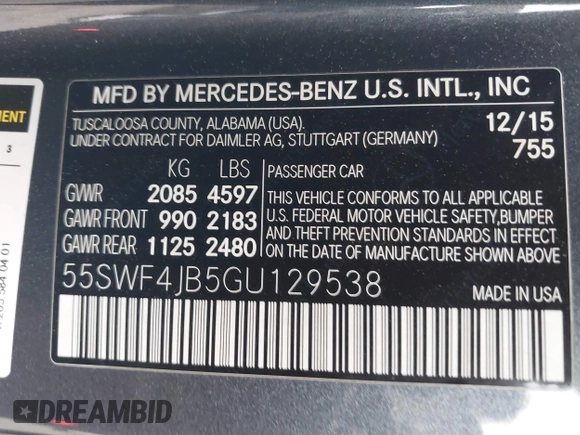 MFD BY MERCEDES-BENZ U.S. INTL., INC
TUSCALOOSA COUNTY, ALABAMA (USA). 12/15
UNDER CONTRACT FOR DAIMLER AG, STUTTGART (GERMANY) 755
KG LBS PASSENGER CAR
GVWR 2085 4597 THIS VEHICLE CONFORMS TO ALL APPLICABLE
GAWR FRONT 990 2183 U.S. FEDERAL MOTOR VEHICLE SAFETY,BUMPER
GAWR REAR 1125 2480 AND THEFT PREVENTION STANDARDS IN EFFECT
ON THE DATE OF MANUFACTURE SHOWN ABOVE
55SWF4JB5GU129538
MADE IN USA
3
584 04 01
DREAMBID